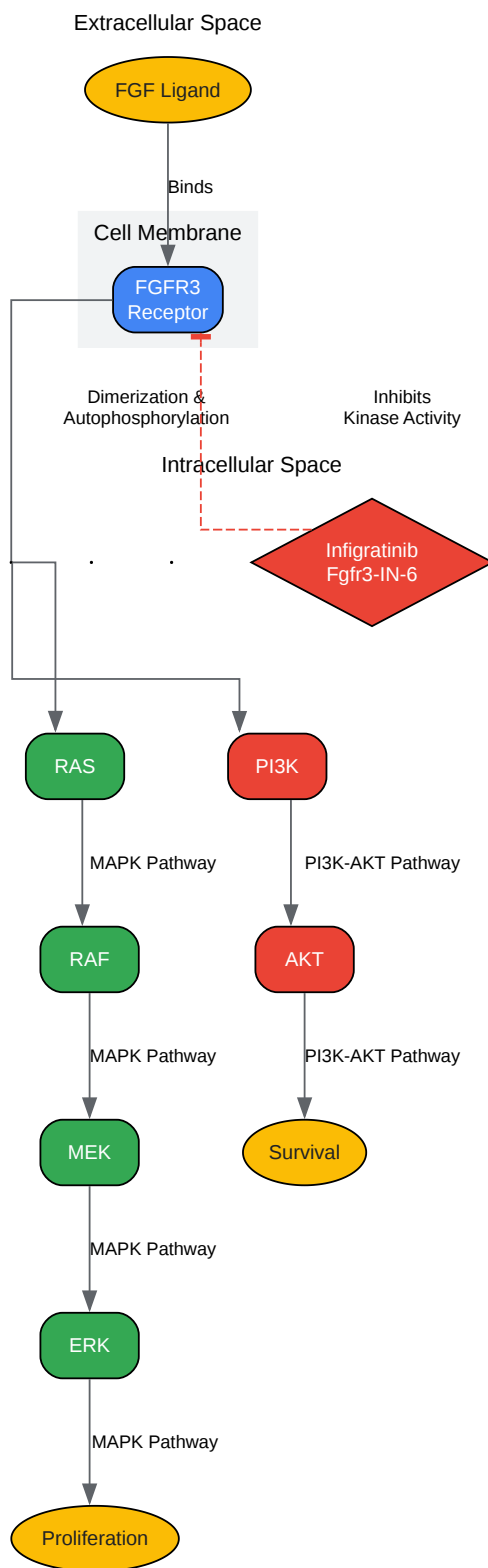 Extracellular Space
FGF Ligand
Binds
Cell Membrane
FGFR3
Receptor
Dimerization &
Autophosphorylation
Inhibits
Kinase Activity
Intracellular Space
Infigratinib
Fgfr3-IN-6
RAS
PI3K
MAPK Pathway
PI3K-AKT Pathway
RAF
AKT
MAPK Pathway
PI3K-AKT Pathway
MEK
Survival
MAPK Pathway
ERK
MAPK Pathway
Proliferation